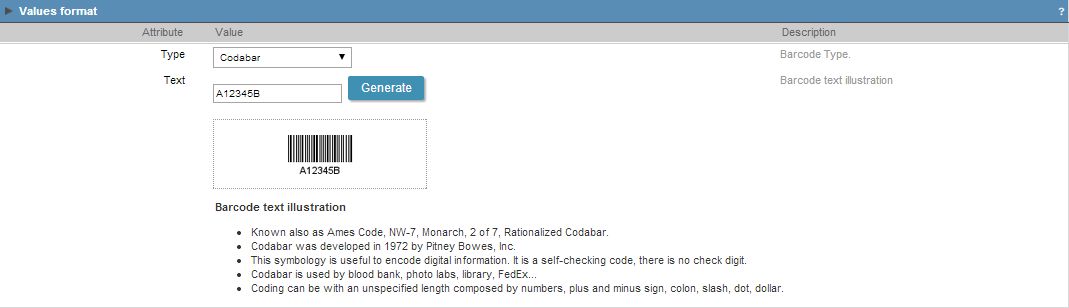 Values format ?
Attribute Value Description
Type Codabar Barcode Type.
Text A12345B Generate Barcode text illustration
A12345B
Barcode text illustration
Known also as Ames Code, NW-7, Monarch, 2 of 7, Rationalized Codabar.
Codabar was developed in 1972 by Pitney Bowes, Inc.
This symbology is useful to encode digital information. It is a self-checking code, there is no check digit.
Codabar is used by blood bank, photo labs, library, FedEx...
Coding can be with an unspecified length composed by numbers, plus and minus sign, colon, slash, dot, dollar.